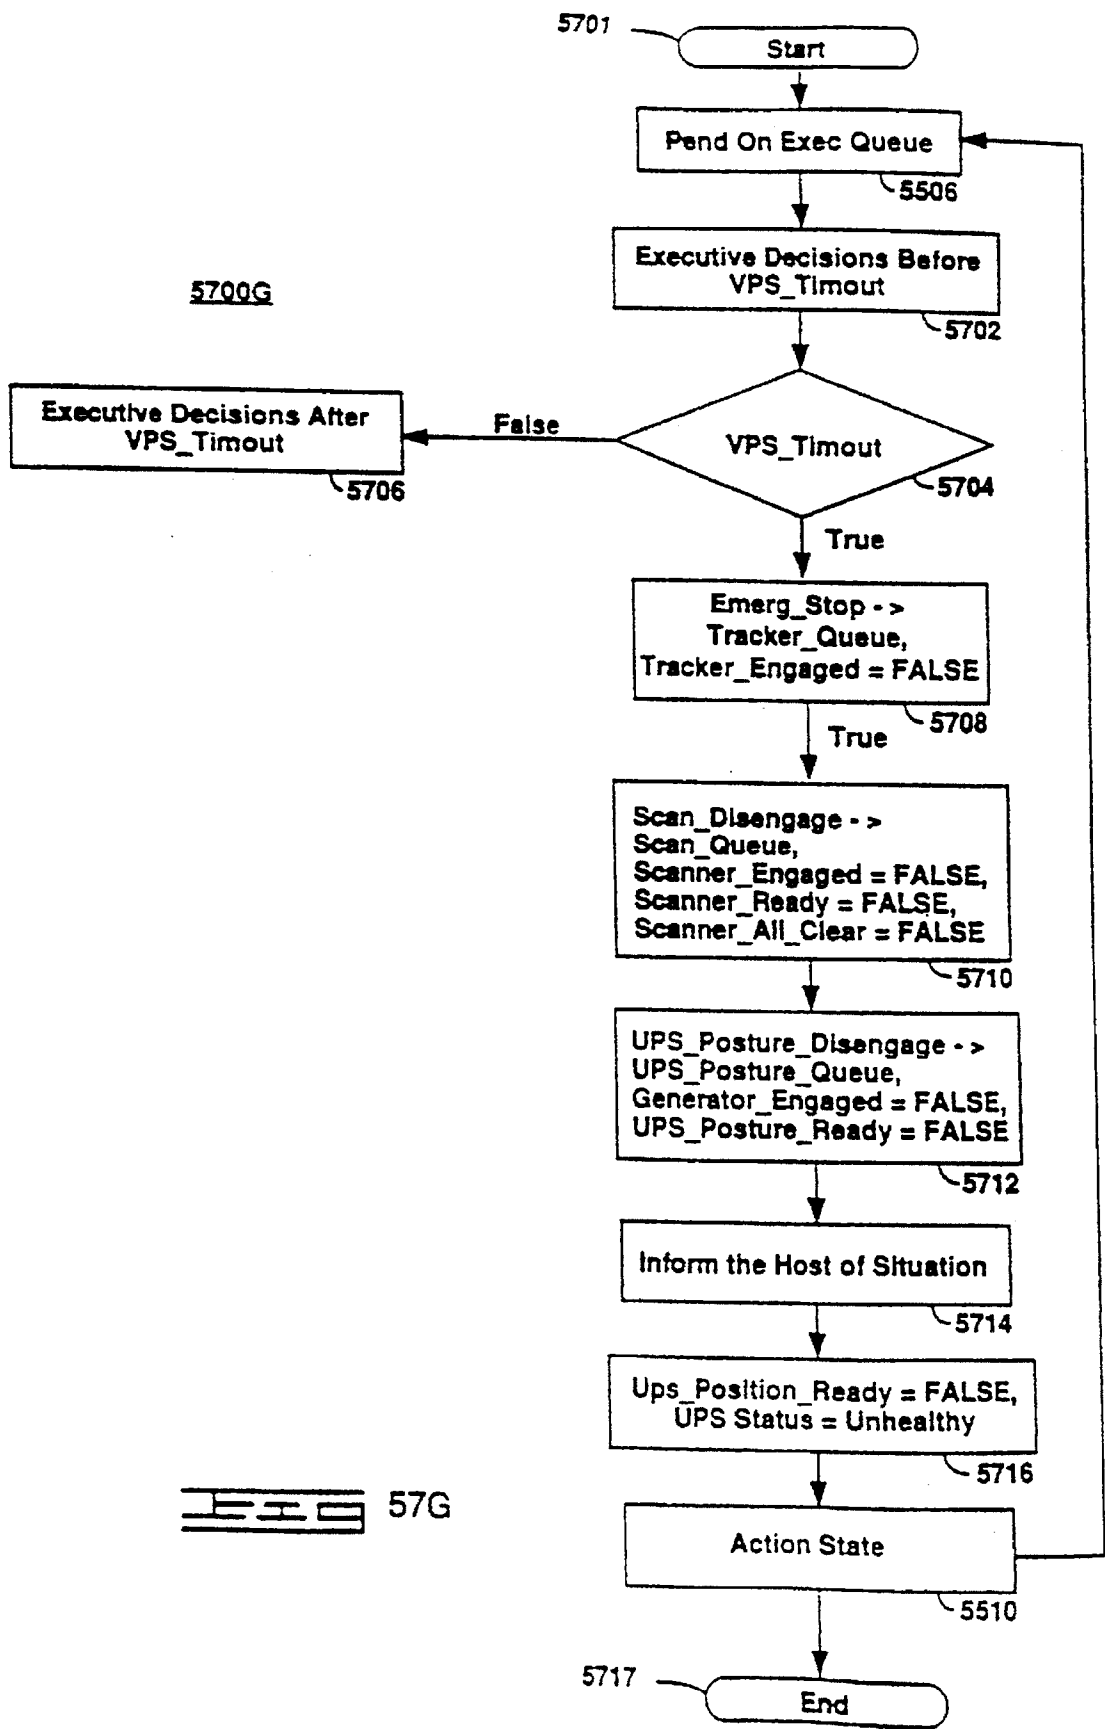 5701
Start
Pend On Exec Queue
5506
Executive Decisions Before
VPS_Timout
5702
5700G
Executive Decisions After
VPS_Timout
5706
False
VPS_Timout
5704
True
Emerg_Stop - >
Tracker_Queue,
Tracker_Engaged = FALSE
5708
True
Scan_Disengage - >
Scan_Queue,
Scanner_Engaged = FALSE,
Scanner_Ready = FALSE,
Scanner_All_Clear = FALSE
5710
UPS_Posture_Disengage - >
UPS_Posture_Queue,
Generator_Engaged = FALSE,
UPS_Posture_Ready = FALSE
5712
Inform the Host of Situation
5714
Ups_Position_Ready = FALSE,
UPS Status = Unhealthy
5716
57G
Action State
5510
5717
End